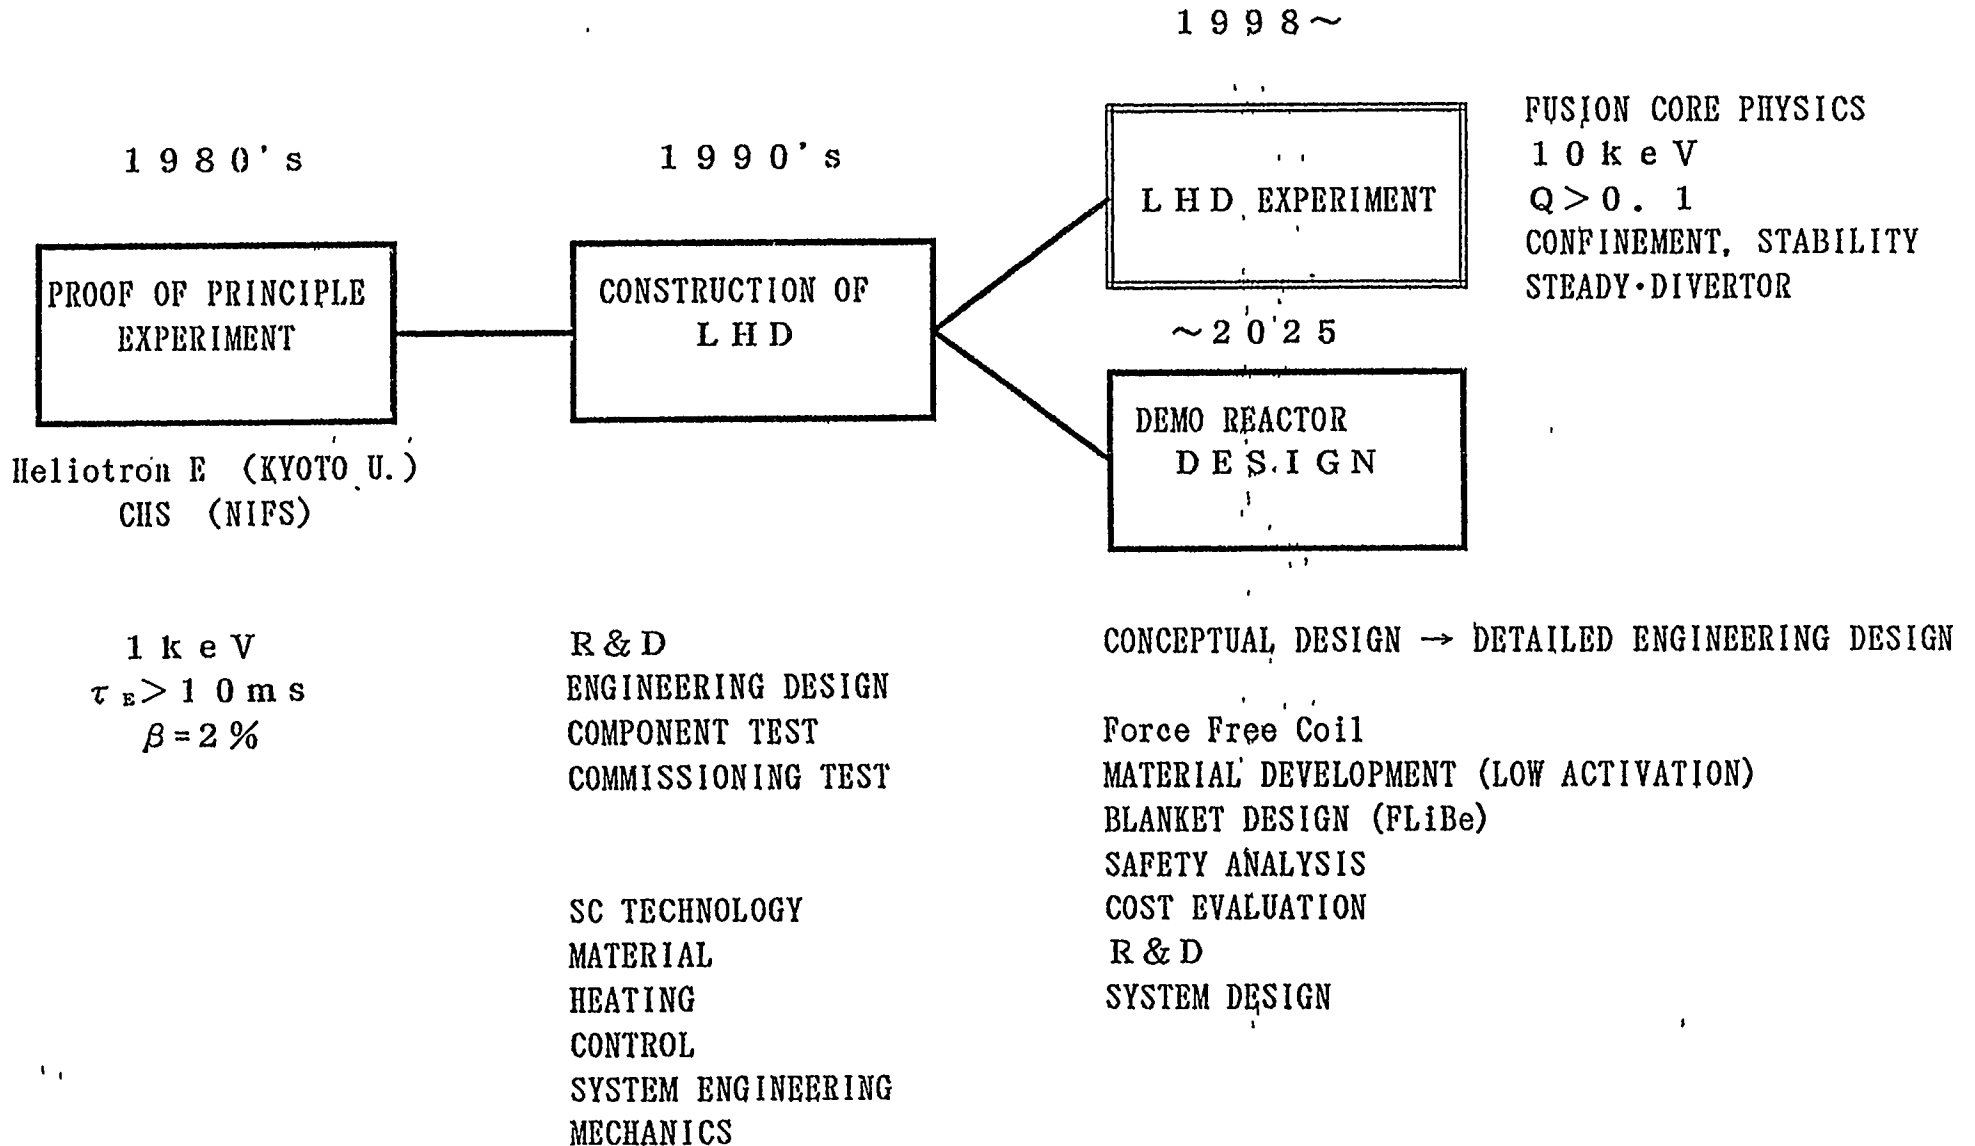 1980's
PROOF OF PRINCIPLE
EXPERIMENT
Heliotron E (KYOTO U.)
CHS (NIFS)
1keV
τE>10ms
β=2%
1990's
CONSTRUCTION OF
LHD
R&D
ENGINEERING DESIGN
COMPONENT TEST
COMMISSIONING TEST
SC TECHNOLOGY
MATERIAL
HEATING
CONTROL
SYSTEM ENGINEERING
MECHANICS
1998~
LHD EXPERIMENT
FUSION CORE PHYSICS
10keV
Q>0.1
CONFINEMENT, STABILITY
STEADY·DIVERTOR
~2025
DEMO REACTOR
DESIGN
CONCEPTUAL DESIGN → DETAILED ENGINEERING DESIGN
Force Free Coil
MATERIAL DEVELOPMENT (LOW ACTIVATION)
BLANKET DESIGN (FLiBe)
SAFETY ANALYSIS
COST EVALUATION
R&D
SYSTEM DESIGN